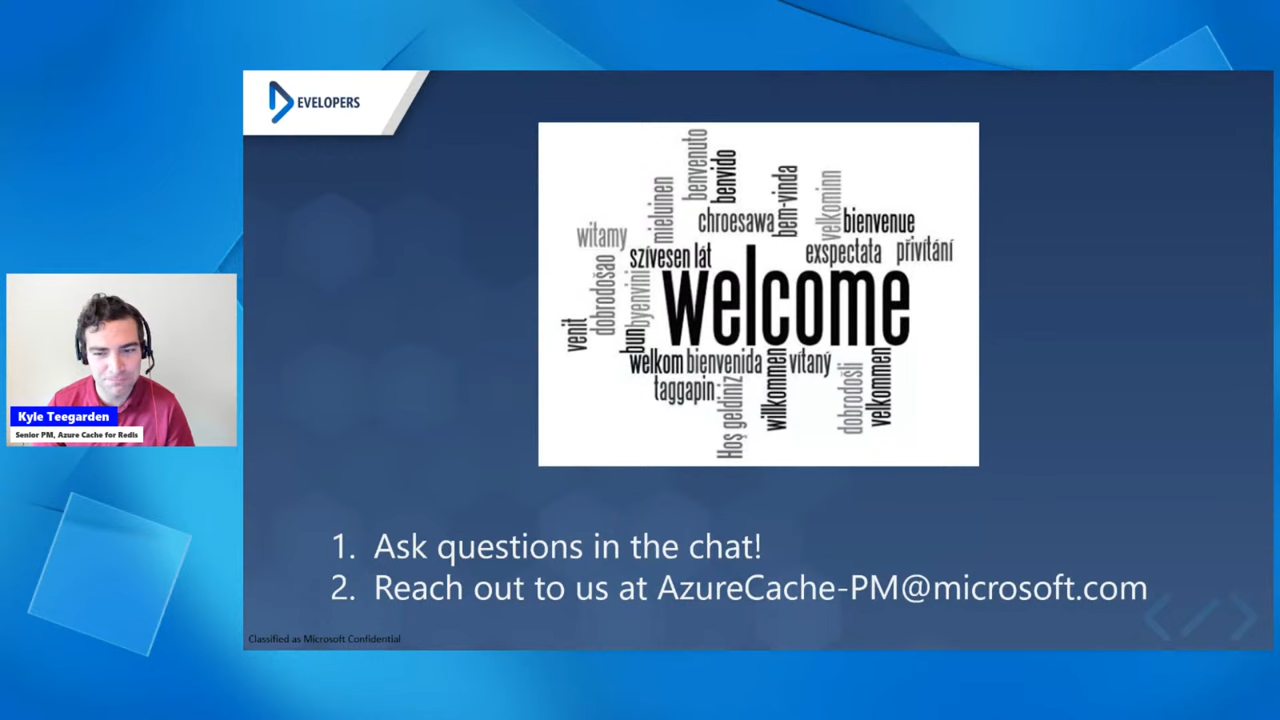 EVELOPERS
benvenuto
benvido
mieluinen
bem-vinda
velkominn
chroesawa
bienvenue
witamy
szívesen lát
exspectata
přivítání
dobrodošao
byenvini
welcome
venit
bun
welkom
bienvenida
willkommen
vítaný
taggapin
Hoş geldiniz
dobrodošli
velkommen
Kyle Teegarden
Senior PM, Azure Cache for Redis
1. Ask questions in the chat!
2. Reach out to us at AzureCache-PM@microsoft.com
Classified as Microsoft Confidential